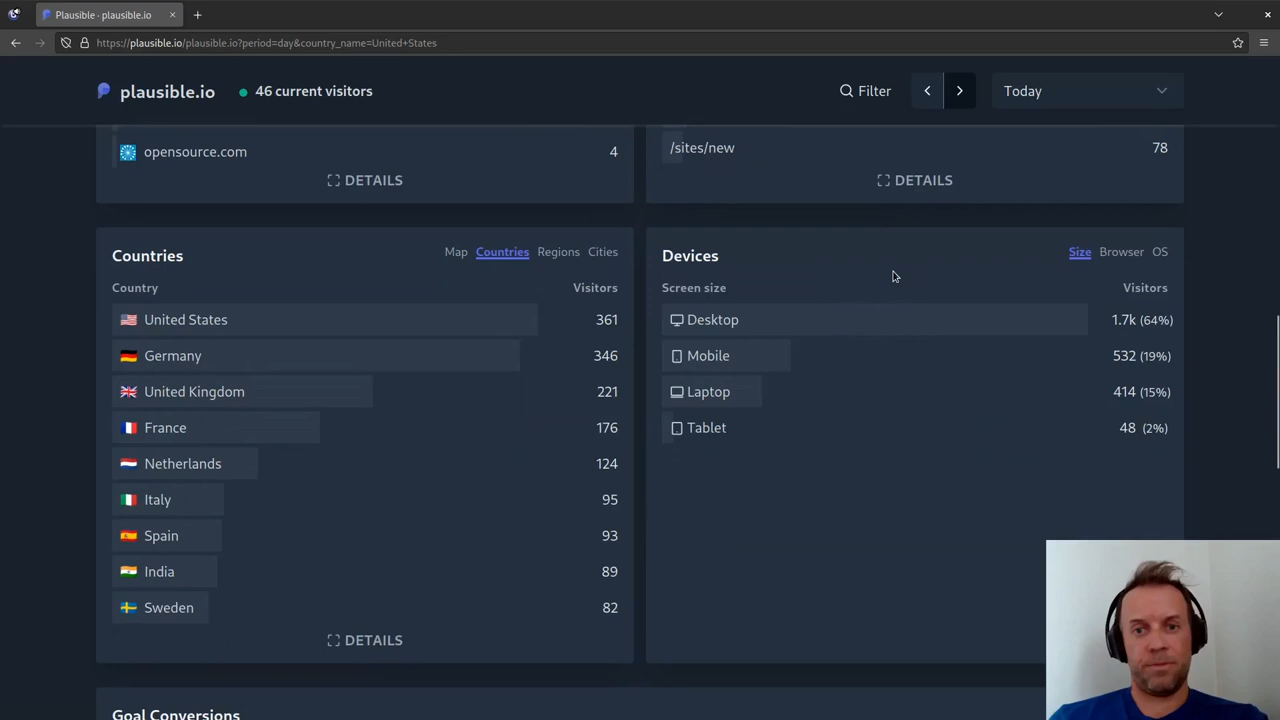 Plausible · plausible.io
https://plausible.io/plausible.io?period=day&country_name=United+States
plausible.io
46 current visitors
Filter
Today
opensource.com 4
DETAILS
/sites/new 78
DETAILS
Countries
Map Countries Regions Cities
Country Visitors
United States 361
Germany 346
United Kingdom 221
France 176
Netherlands 124
Italy 95
Spain 93
India 89
Sweden 82
DETAILS
Devices
Size Browser OS
Screen size Visitors
Desktop 1.7k (64%)
Mobile 532 (19%)
Laptop 414 (15%)
Tablet 48 (2%)
Goal Conversions